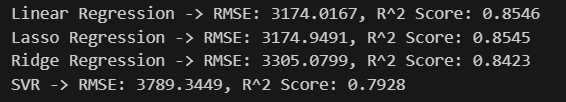 Linear Regression -> RMSE: 3174.0167, R^2 Score: 0.8546
Lasso Regression -> RMSE: 3174.9491, R^2 Score: 0.8545
Ridge Regression -> RMSE: 3305.0799, R^2 Score: 0.8423
SVR -> RMSE: 3789.3449, R^2 Score: 0.7928